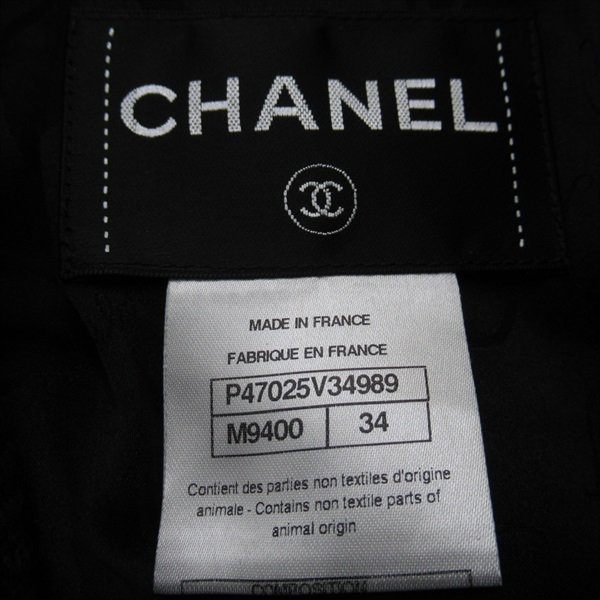 CHANEL
MADE IN FRANCE
FABRIQUE EN FRANCE
P47025V34989
M9400 34
Contient des parties non textiles d'origine
animale - Contains non textile parts of
animal origin
COMPOSITION